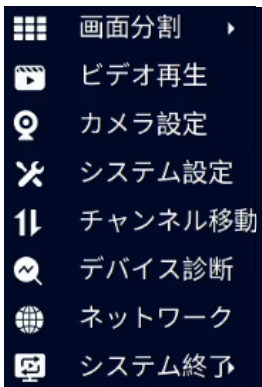 画面分割
ビデオ再生
カメラ設定
システム設定
チャンネル移動
デバイス診断
ネットワーク
システム終了